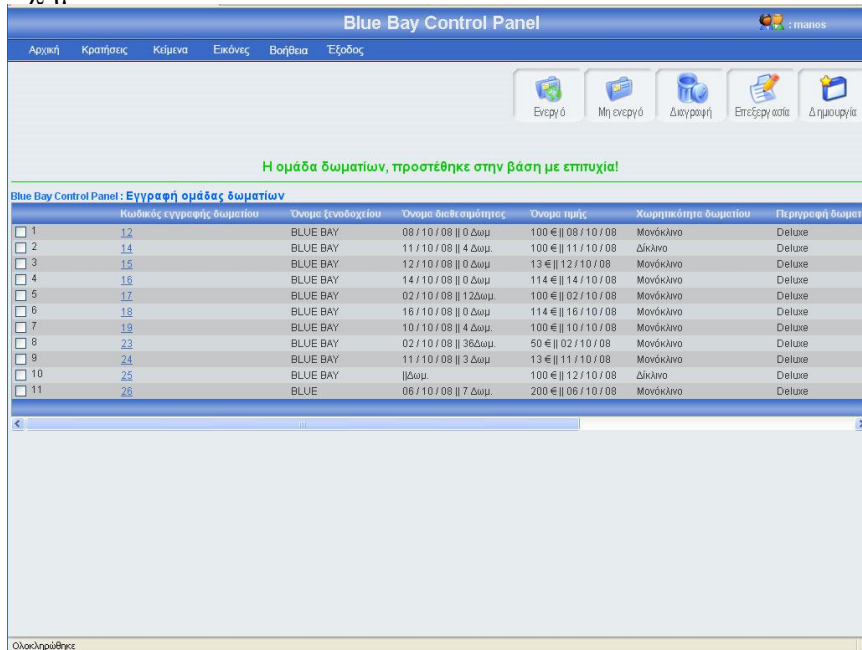 Blue Bay Control Panel : manos
Αρχική Κρατήσεις Κείμενα Εικόνες Βοήθεια Έξοδος
Ενεργό Μη ενεργό Διαγραφή Επεξεργασία Δημιουργία
Η ομάδα δωματίων, προστέθηκε στην βάση με επιτυχία!
Blue Bay Control Panel : Εγγραφή ομάδας δωματίων
Κωδικός εγγραφής δωματίου Όνομα ξενοδοχείου Όνομα διαθεσιμότητας Όνομα τιμής Χωρητικότητα δωματίου Περιγραφή δωματ
1 12 BLUE BAY 08 / 10 / 08 || 0 Δωμ 100 € || 08 / 10 / 08 Μονόκλινο Deluxe
2 14 BLUE BAY 11 / 10 / 08 || 4 Δωμ. 100 € || 11 / 10 / 08 Δίκλινο Deluxe
3 15 BLUE BAY 12 / 10 / 08 || 0 Δωμ 13 € || 12 / 10 / 08 Μονόκλινο Deluxe
4 16 BLUE BAY 14 / 10 / 08 || 0 Δωμ 114 € || 14 / 10 / 08 Μονόκλινο Deluxe
5 17 BLUE BAY 02 / 10 / 08 || 12Δωμ. 100 € || 02 / 10 / 08 Μονόκλινο Deluxe
6 18 BLUE BAY 16 / 10 / 08 || 0 Δωμ 114 € || 16 / 10 / 08 Μονόκλινο Deluxe
7 19 BLUE BAY 10 / 10 / 08 || 4 Δωμ. 100 € || 10 / 10 / 08 Μονόκλινο Deluxe
8 23 BLUE BAY 02 / 10 / 08 || 36Δωμ. 50 € || 02 / 10 / 08 Μονόκλινο Deluxe
9 24 BLUE BAY 11 / 10 / 08 || 3 Δωμ 13 € || 11 / 10 / 08 Μονόκλινο Deluxe
10 25 BLUE BAY ||Δωμ. 100 € || 12 / 10 / 08 Δίκλινο Deluxe
11 26 BLUE 06 / 10 / 08 || 7 Δωμ. 200 € || 06 / 10 / 08 Μονόκλινο Deluxe
Ολοκληρώθηκε